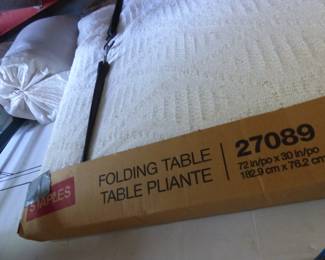 STAPLES
FOLDING TABLE
TABLE PLIANTE
27089
72 in/po x 30 in/po
182.9 cm x 76.2 cm